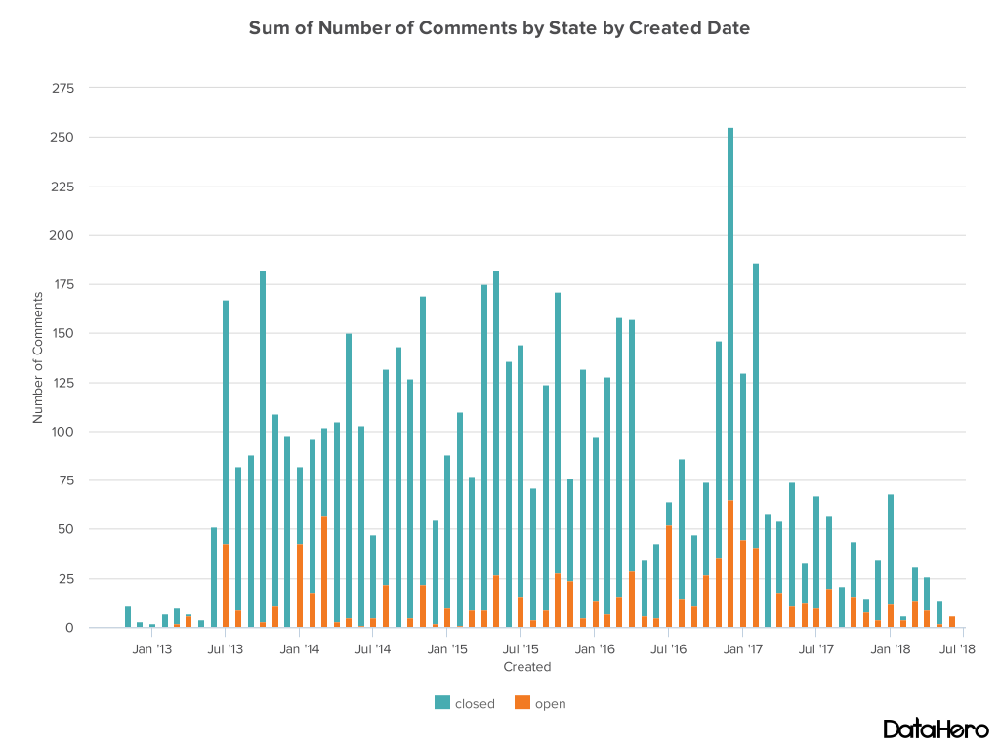 Sum of Number of Comments by State by Created Date
275
250
225
200
175
150
125
100
75
50
25
0
Number of Comments
Jan '13 Jul '13 Jan '14 Jul '14 Jan '15 Jul '15 Jan '16 Jul '16 Jan '17 Jul '17 Jan '18 Jul '18
Created
closed open
DataHero